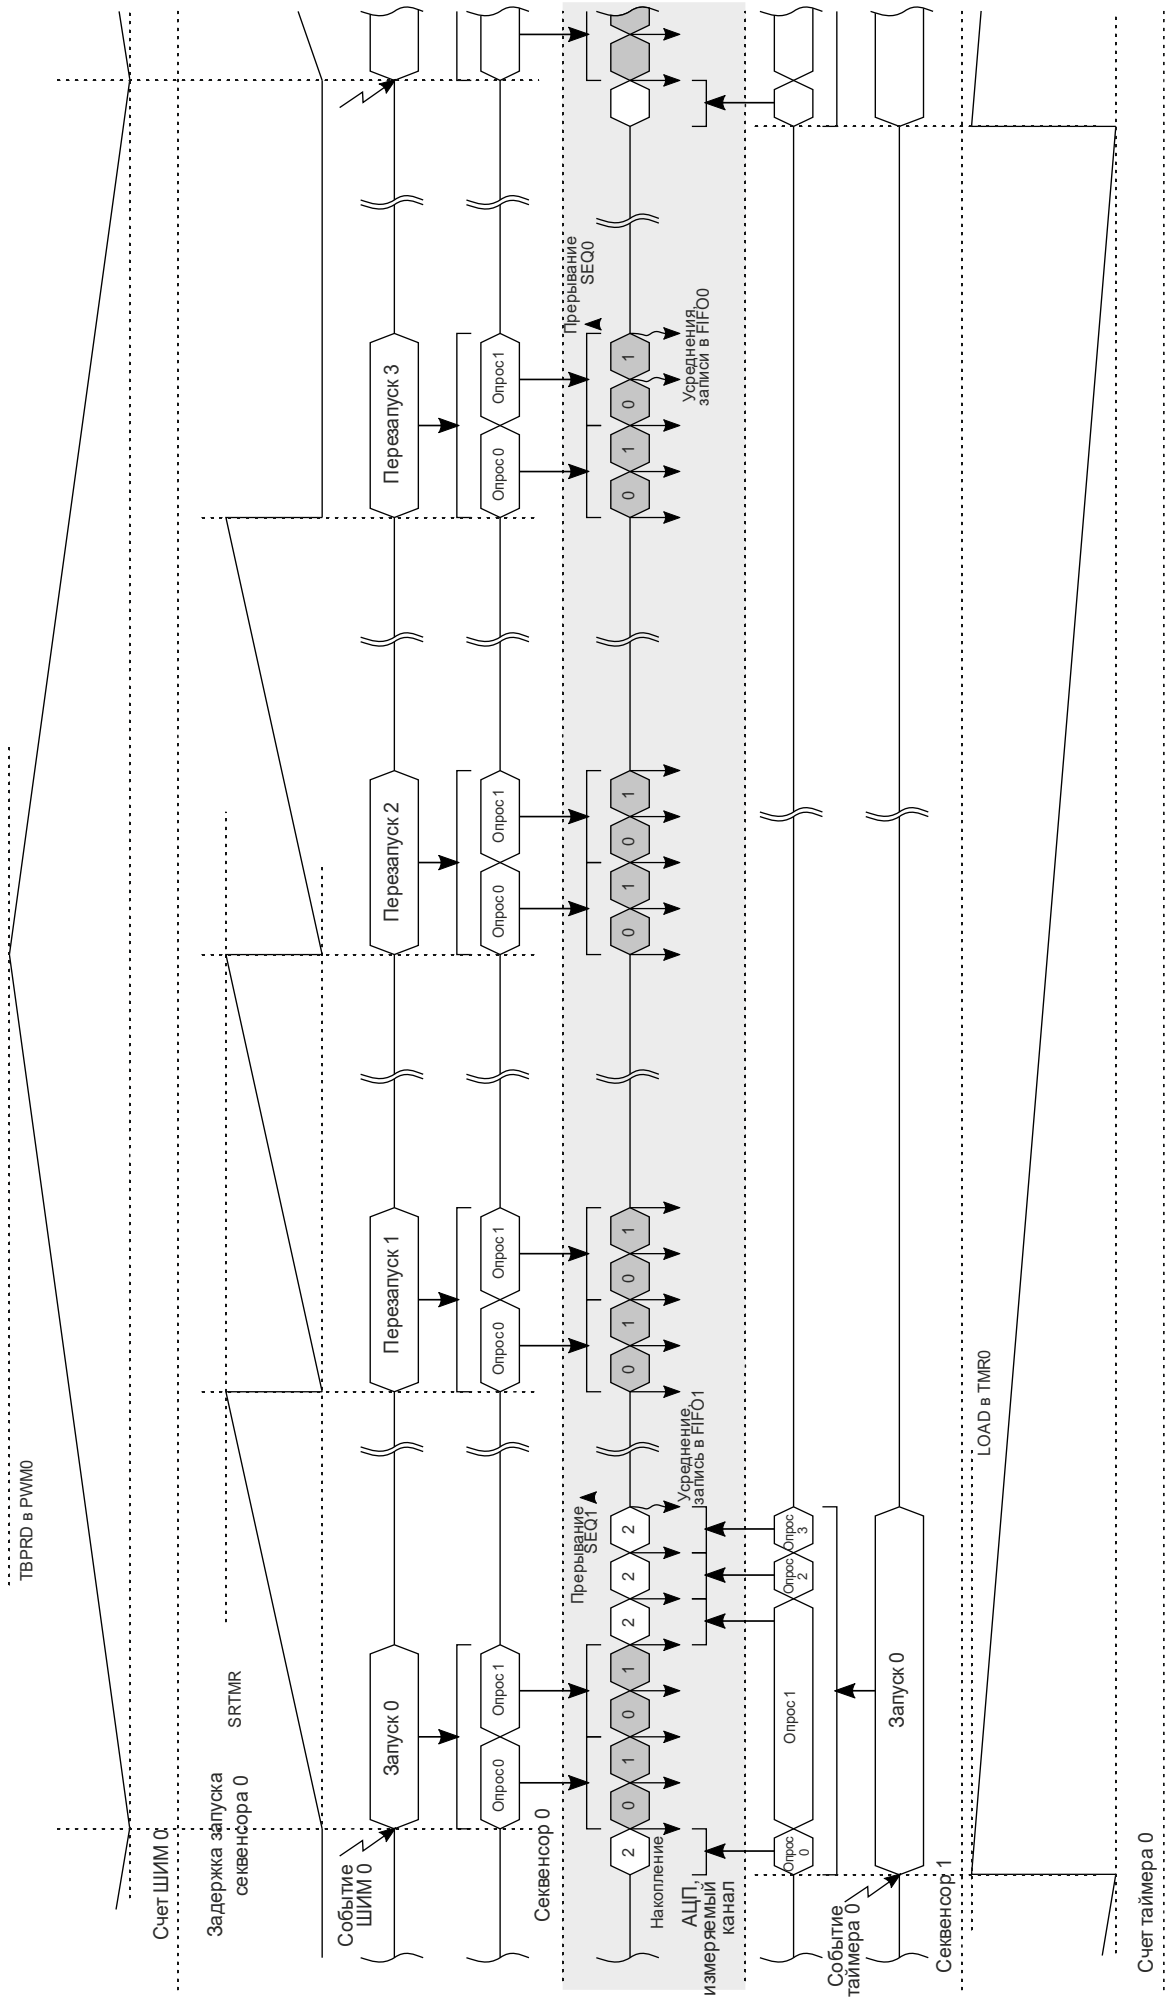 TBPRD в PWM0
Счет ШИМ 0
SRTMR
Задержка запуска
секвенсора 0
Событие
ШИМ 0
Запуск 0
Перезапуск 1
Перезапуск 2
Перезапуск 3
Опрос 0
Опрос 1
Опрос 0
Опрос 1
Опрос 0
Опрос 1
Опрос 0
Опрос 1
Секвенсор 0
Прерывание
SEQ1
Прерывание
SEQ0
2
0
1
0
1
2
2
2
0
1
0
1
0
1
0
1
0
1
0
1
Накопление
Усреднение,
запись в FIFO1
Усреднения,
записи в FIFO0
АЦП,
измеряемый
канал
Опрос
0
Опрос 1
Опрос
2
Опрос
3
Событие
таймера 0
Запуск 0
Секвенсор 1
LOAD в TMR0
Счет таймера 0